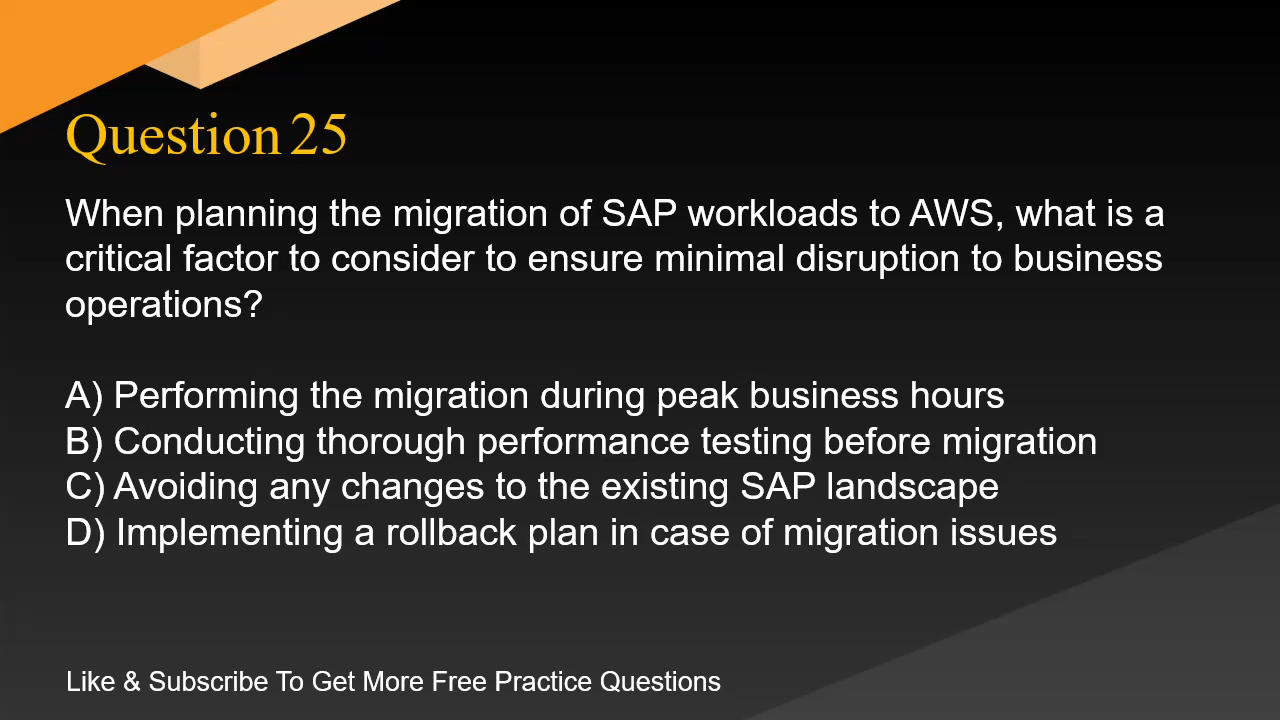 Question 25
When planning the migration of SAP workloads to AWS, what is a
critical factor to consider to ensure minimal disruption to business
operations?
A) Performing the migration during peak business hours
B) Conducting thorough performance testing before migration
C) Avoiding any changes to the existing SAP landscape
D) Implementing a rollback plan in case of migration issues
Like & Subscribe To Get More Free Practice Questions